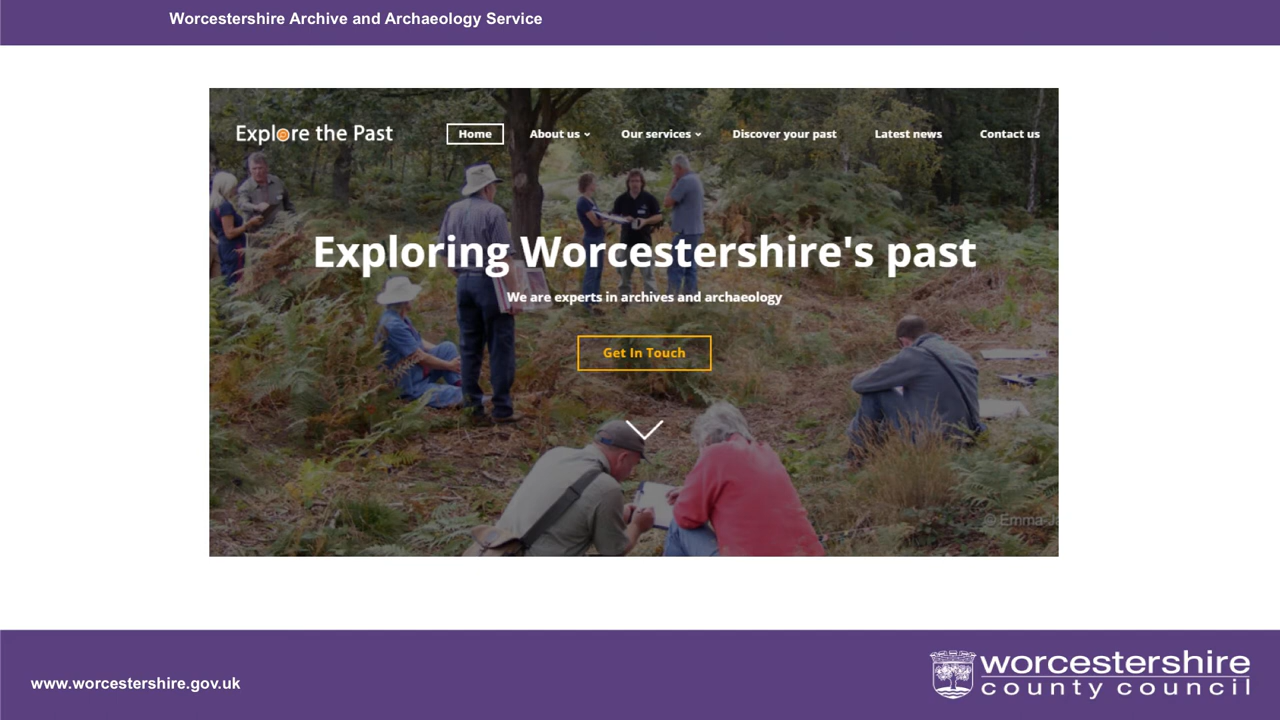 Worcestershire Archive and Archaeology Service
Explore the Past
Home
About us
Our services
Discover your past
Latest news
Contact us
Exploring Worcestershire's past
We are experts in archives and archaeology
Get In Touch
© Emma-
www.worcestershire.gov.uk
worcestershire
county council